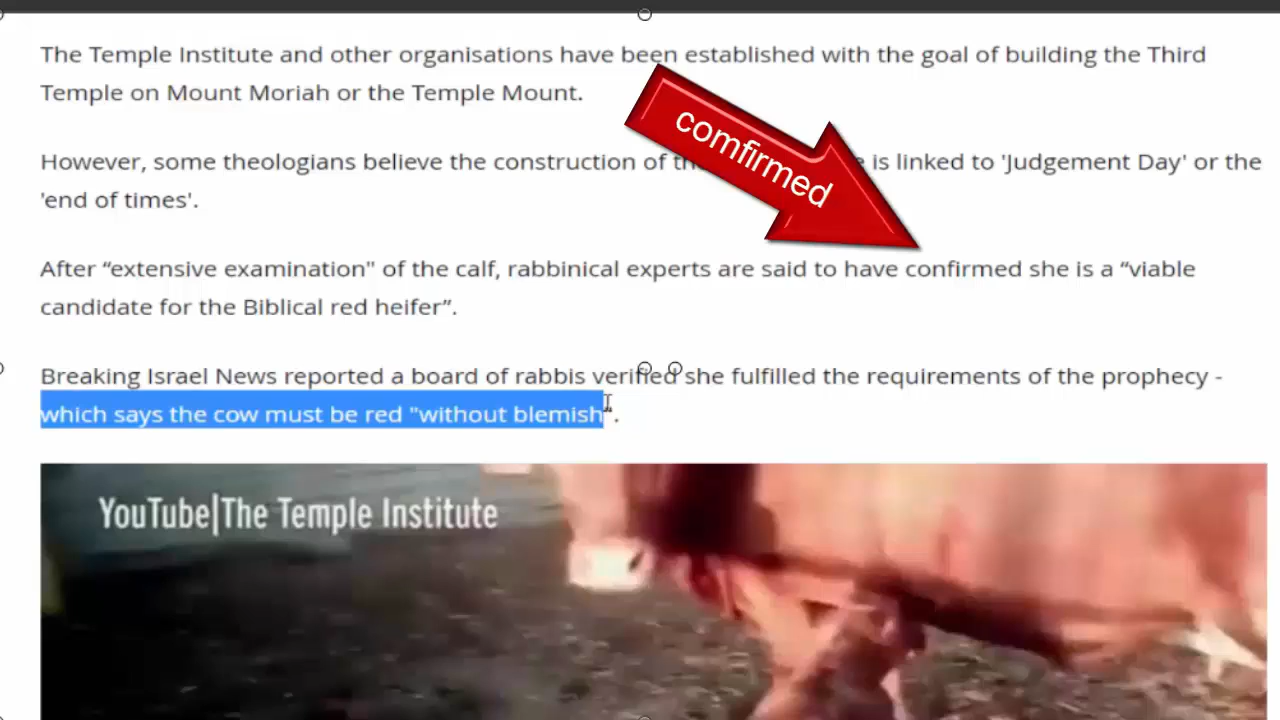 The Temple Institute and other organisations have been established with the goal of building the Third
Temple on Mount Moriah or the Temple Mount.
comfirmed
However, some theologians believe the construction of is linked to 'Judgement Day' or the
'end of times'.
After “extensive examination" of the calf, rabbinical experts are said to have confirmed she is a “viable
candidate for the Biblical red heifer”.
Breaking Israel News reported a board of rabbis verified she fulfilled the requirements of the prophecy -
which says the cow must be red "without blemish".
YouTube|The Temple Institute